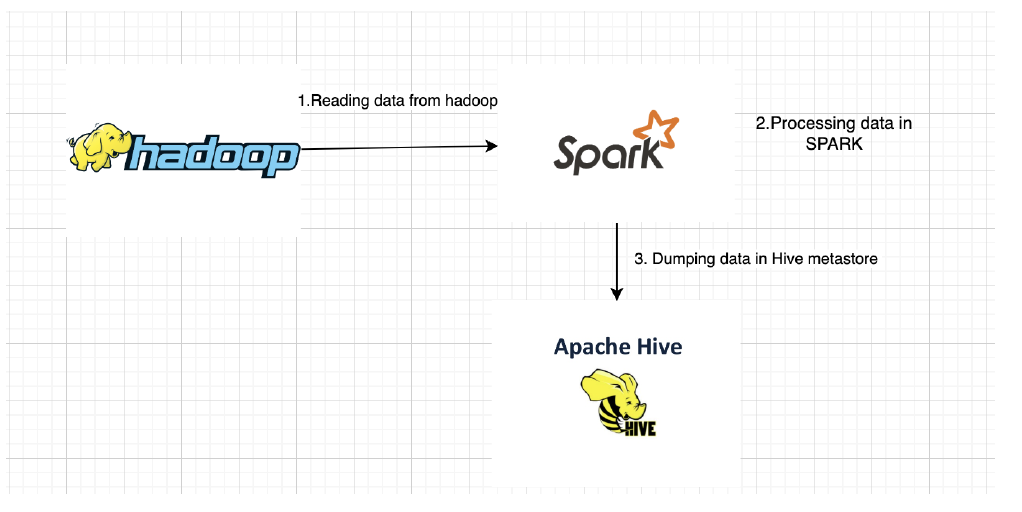 1.Reading data from hadoop
hadoop
Spark
2.Processing data in
SPARK
3. Dumping data in Hive metastore
Apache Hive
HIVE